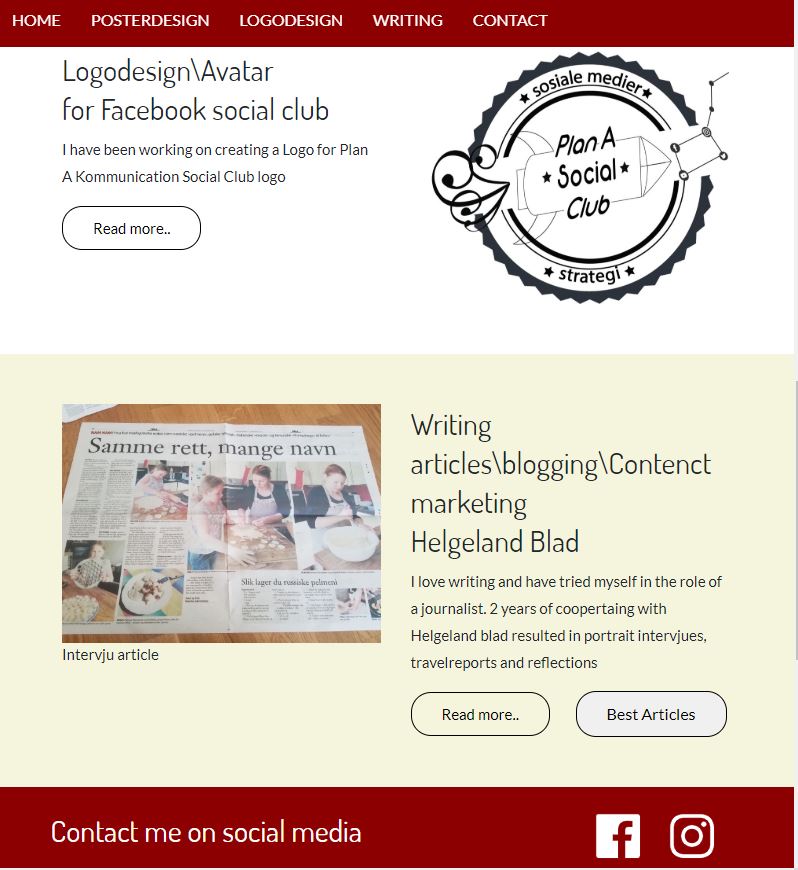 HOME POSTERDESIGN LOGODESIGN WRITING CONTACT
Logodesign\Avatar
for Facebook social club
I have been working on creating a Logo for Plan
A Kommunication Social Club logo
Read more..
sosiale medier
Plan A
Social
Club
strategi
Samme rett, mange navn
Slik lager du russiske pelmeni
Intervju article
Writing
articles\blogging\Contenct
marketing
Helgeland Blad
I love writing and have tried myself in the role of
a journalist. 2 years of coopertaing with
Helgeland blad resulted in portrait intervjues,
travelreports and reflections
Read more.. Best Articles
Contact me on social media